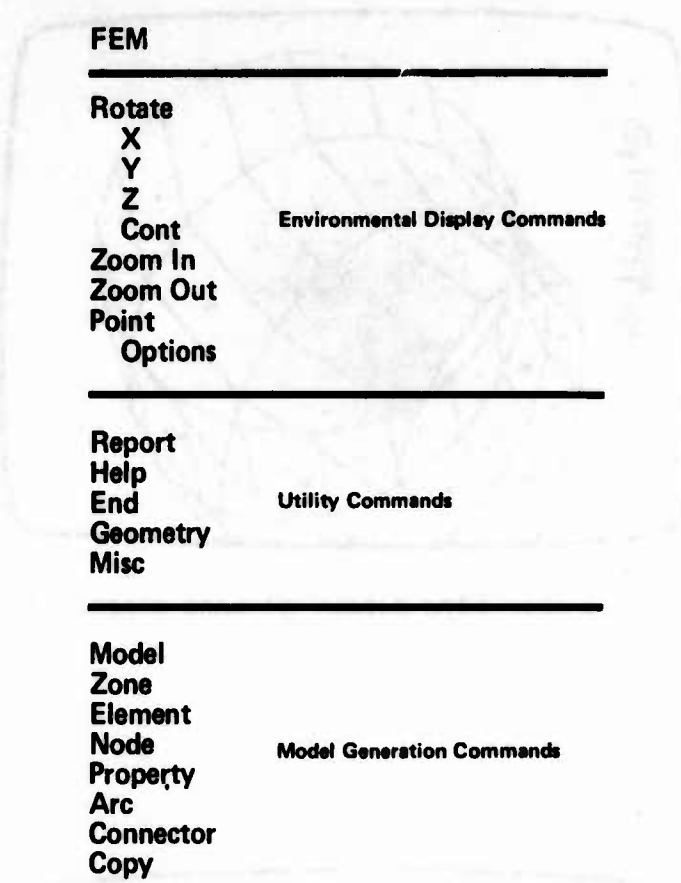 FEM
Rotate
X
Y
Z
Cont
Environmental Display Commands
Zoom In
Zoom Out
Point
Options
Report
Help
End
Utility Commands
Geometry
Misc
Model
Zone
Element
Node
Model Generation Commands
Property
Arc
Connector
Copy